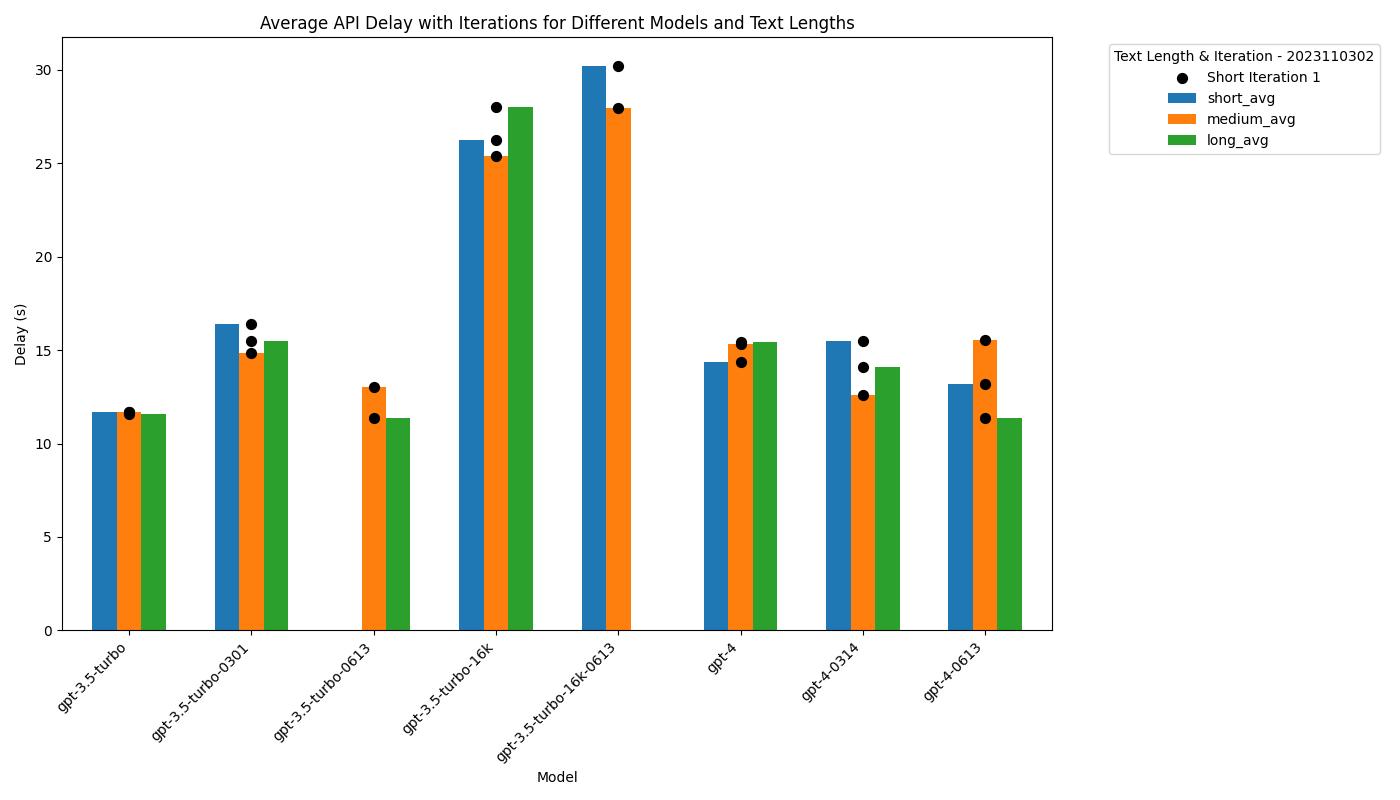 Average API Delay with Iterations for Different Models and Text Lengths
Text Length & Iteration - 2023110302
Short Iteration 1
short_avg
medium_avg
long_avg
Delay (s)
30
25
20
15
10
5
0
gpt-3.5-turbo
gpt-3.5-turbo-0301
gpt-3.5-turbo-0613
gpt-3.5-turbo-16k
gpt-3.5-turbo-16k-0613
gpt-4
gpt-4-0314
gpt-4-0613
Model